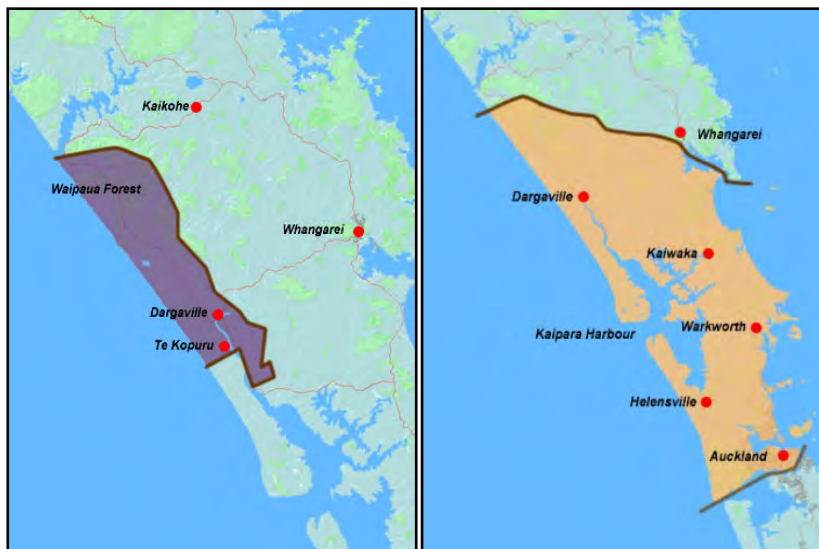 Kaikohe
Waipaua Forest
Whangarei
Dargaville
Te Kopuru
Whangarei
Dargaville
Kaiwaka
Kaipara Harbour
Warkworth
Helensville
Auckland